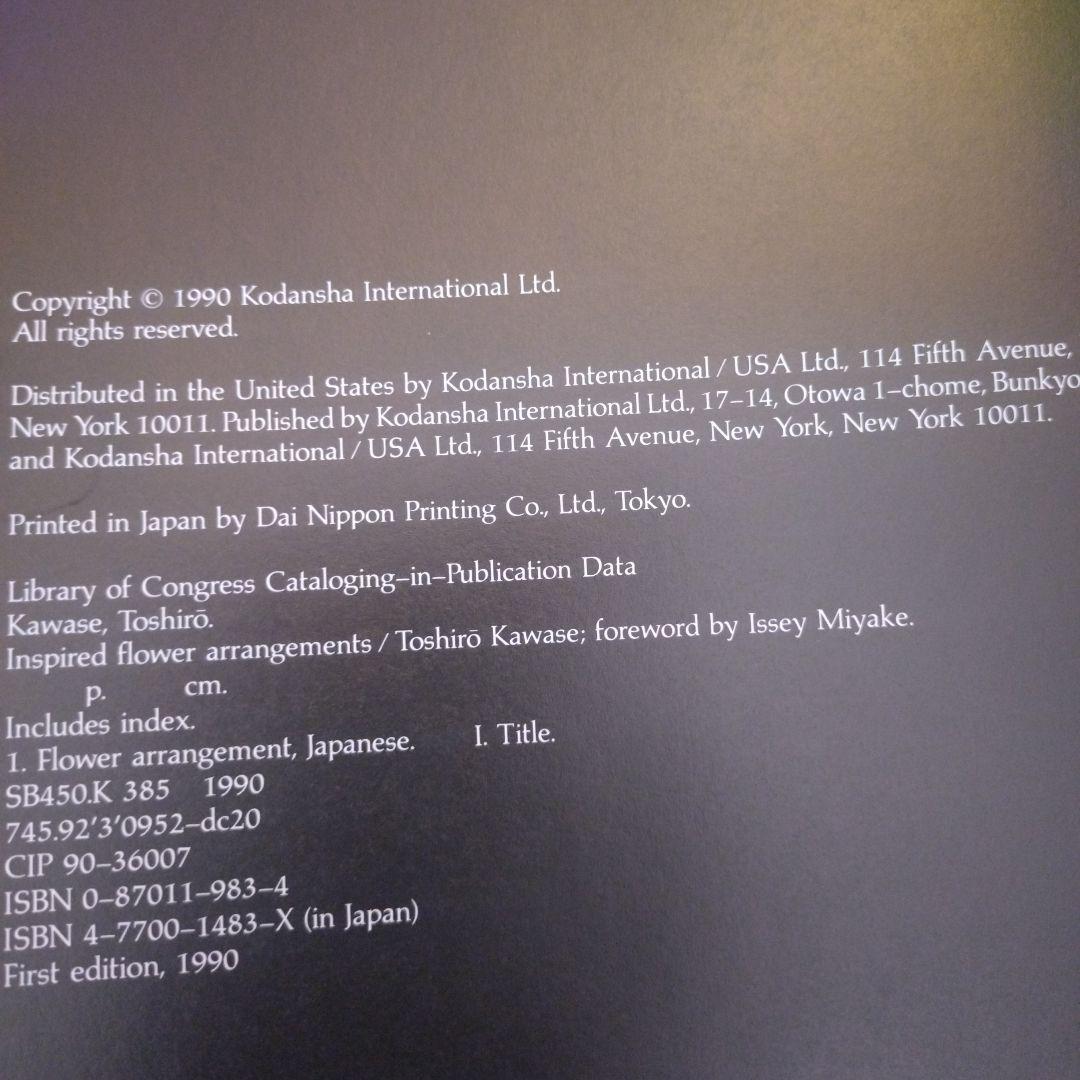 Copyright © 1990 Kodansha International Ltd.
All rights reserved.
Distributed in the United States by Kodansha International / USA Ltd., 114 Fifth Avenue,
New York 10011. Published by Kodansha International Ltd., 17–14, Otowa 1–chome, Bunkyo
and Kodansha International / USA Ltd., 114 Fifth Avenue, New York, New York 10011.
Printed in Japan by Dai Nippon Printing Co., Ltd., Tokyo.
Library of Congress Cataloging–in–Publication Data
Kawase, Toshirō.
Inspired flower arrangements / Toshirō Kawase; foreword by Issey Miyake.
p. cm.
Includes index.
1. Flower arrangement, Japanese. I. Title.
SB450.K 385 1990
745.92'3'0952–dc20
CIP 90–36007
ISBN 0–87011–983–4
ISBN 4–7700–1483–X (in Japan)
First edition, 1990